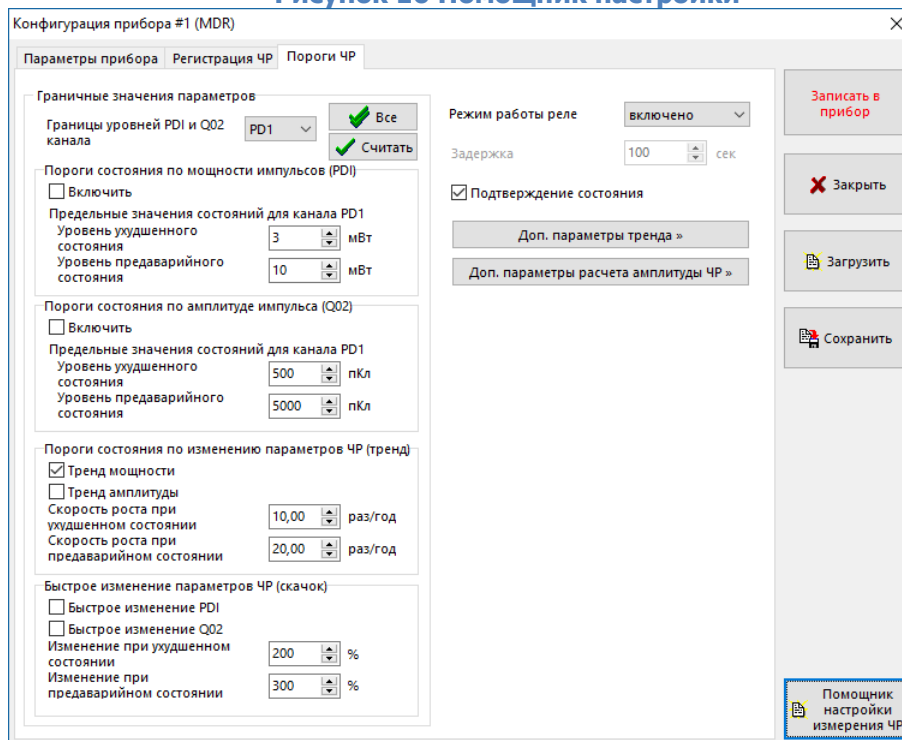 Рисунок 16 Помощник настройки
Конфигурация прибора #1 (MDR)
Параметры прибора Регистрация ЧР Пороги ЧР
Граничные значения параметров
Границы уровней PDI и Q02
канала
PD1
Все
Считать
Пороги состояния по мощности импульсов (PDI)
Включить
Предельные значения состояний для канала PD1
Уровень ухудшенного
состояния
3 мВт
Уровень предаварийного
состояния
10 мВт
Пороги состояния по амплитуде импульса (Q02)
Включить
Предельные значения состояний для канала PD1
Уровень ухудшенного
состояния
500 пКл
Уровень предаварийного
состояния
5000 пКл
Пороги состояния по изменению параметров ЧР (тренд)
Тренд мощности
Тренд амплитуды
Скорость роста при
ухудшенном состоянии
10,00 раз/год
Скорость роста при
предаварийном состоянии
20,00 раз/год
Быстрое изменение параметров ЧР (скачок)
Быстрое изменение PDI
Быстрое изменение Q02
Изменение при ухудшенном
состоянии
200 %
Изменение при
предаварийном состоянии
300 %
Режим работы реле включено
Задержка 100 сек
Подтверждение состояния
Доп. параметры тренда »
Доп. параметры расчета амплитуды ЧР »
Записать в
прибор
Закрыть
Загрузить
Сохранить
Помощник
настройки
измерения ЧР